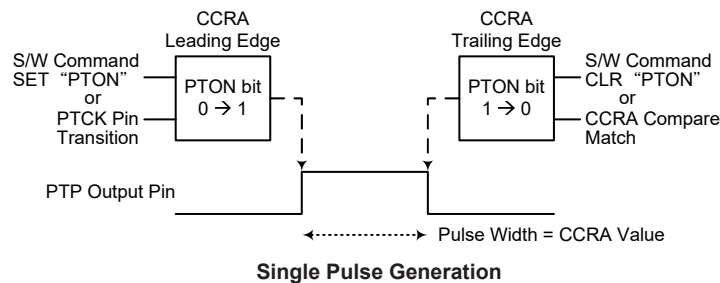 CCRA
Leading Edge
S/W Command
SET “PTON”
or
PTCK Pin
Transition
PTON bit
0 → 1
CCRA
Trailing Edge
PTON bit
1 → 0
S/W Command
CLR “PTON”
or
CCRA Compare
Match
PTP Output Pin
Pulse Width = CCRA Value
Single Pulse Generation